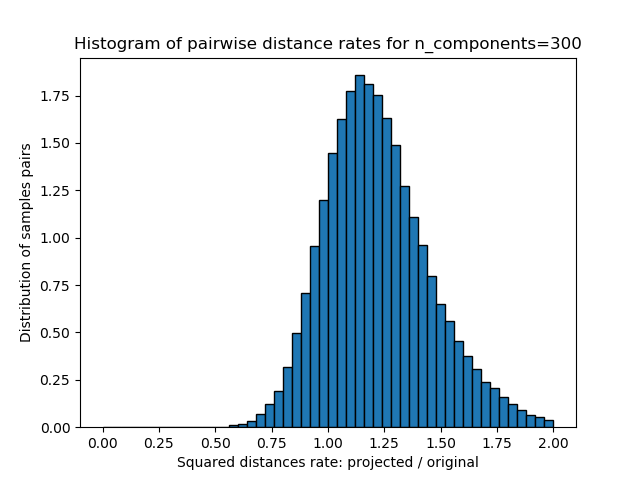 Histogram of pairwise distance rates for n_components=300
Distribution of samples pairs
1.75
1.50
1.25
1.00
0.75
0.50
0.25
0.00
0.00 0.25 0.50 0.75 1.00 1.25 1.50 1.75 2.00
Squared distances rate: projected / original